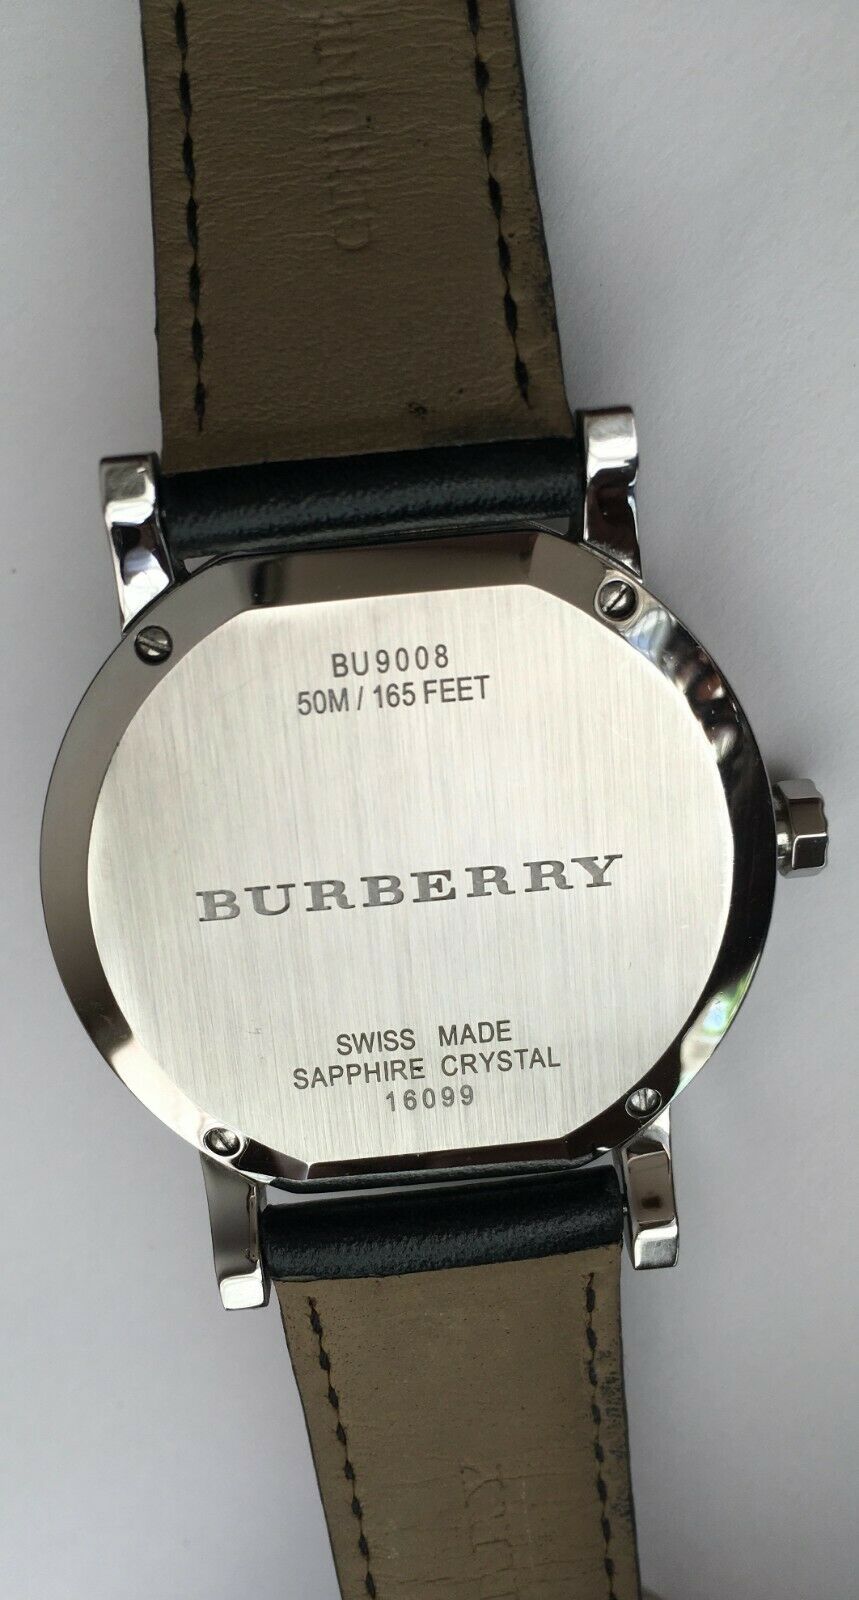 BU9008
50M / 165 FEET
BURBERRY
SWISS MADE
SAPPHIRE CRYSTAL
16099